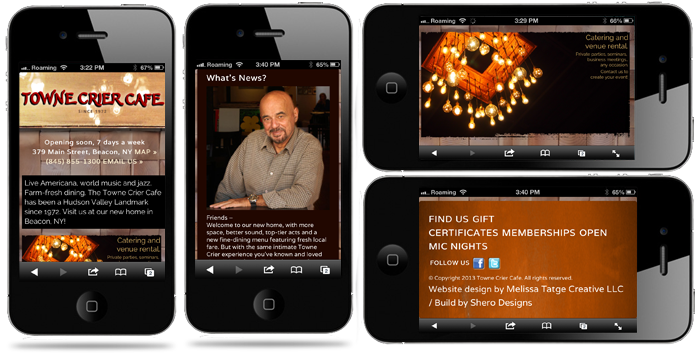 Roaming 3:22 PM 67%
TOWNE CRIER CAFE
SINCE 1972
Opening soon, 7 days a week
379 Main Street, Beacon, NY MAP »
(845) 855-1300 EMAIL US »
Live Americana, world music and jazz.
Farm-fresh dining. The Towne Crier Cafe
has been a Hudson Valley Landmark
since 1972. Visit us at our new home in
Beacon, NY!
Catering and
venue rental
Private parties, seminars,
Roaming 3:40 PM 65%
What's News?
Friends –
Welcome to our new home, with more
space, better sound, top-tier acts and a
new fine-dining menu featuring fresh local
fare. But with the same intimate Towne
Crier experience you've known and loved
Roaming 3:29 PM 66%
Catering and
venue rental
Private parties, seminars,
business meetings,
any occasion
Contact us to
create your event!
Roaming 3:40 PM 65%
FIND US GIFT
CERTIFICATES MEMBERSHIPS OPEN
MIC NIGHTS
FOLLOW US
© Copyright 2013 Towne Crier Cafe. All rights reserved.
Website design by Melissa Tatge Creative LLC
/ Build by Shero Designs